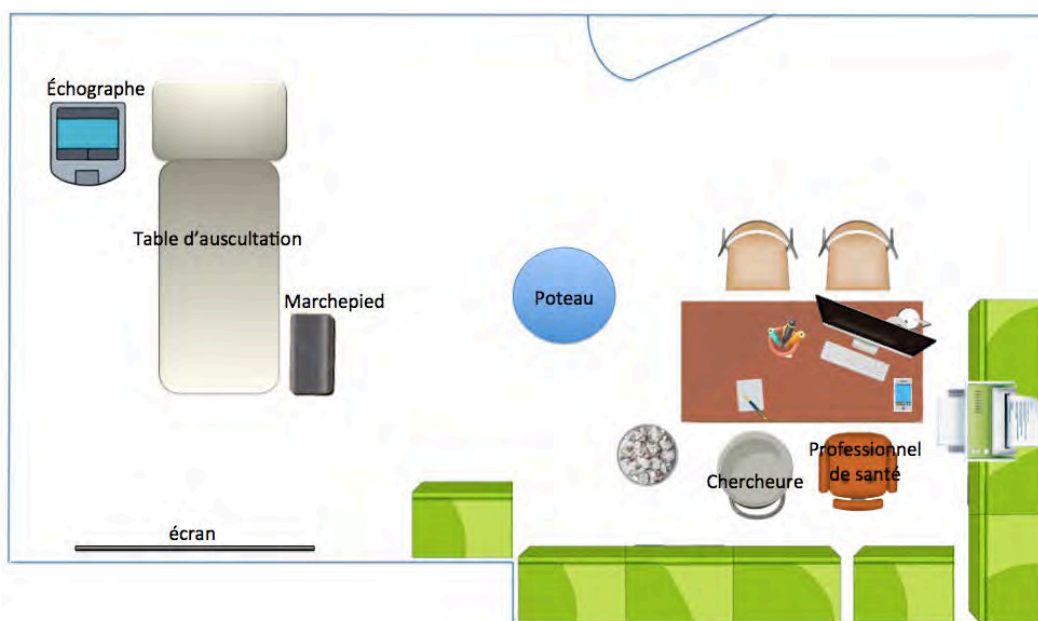 Échographe
Table d'auscultation
Marchepied
Poteau
Professionnel
de santé
Chercheure
écran